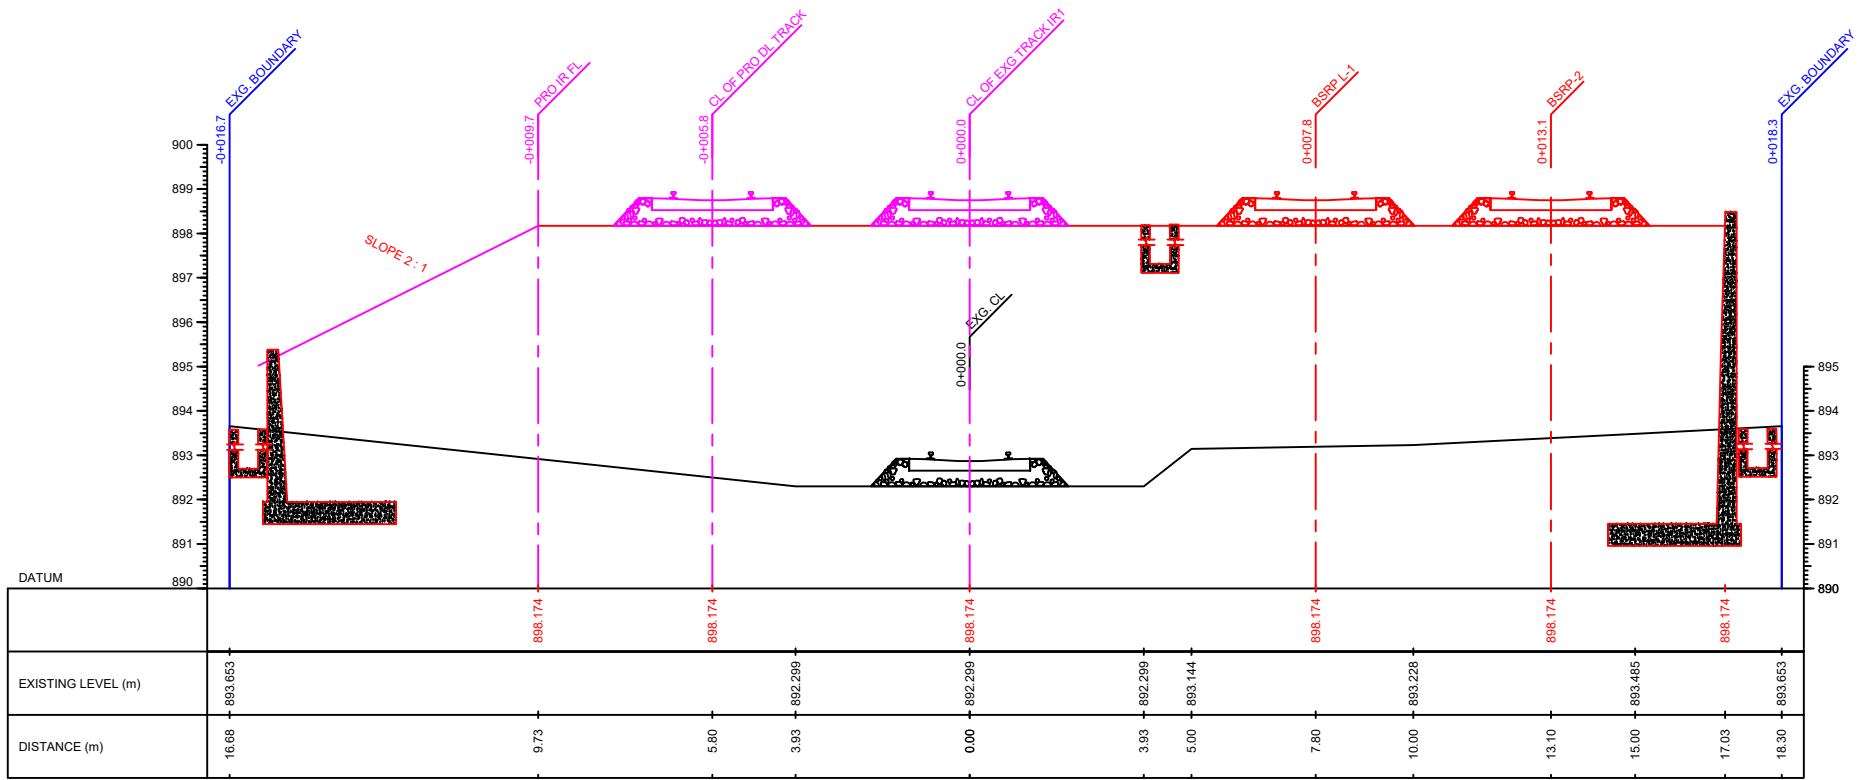 EXG. BOUNDARY
-0+016.7
PRO IR FL
-0+009.7
CL OF PRO DL TRACK
-0+005.8
CL OF EXG TRACK IR1
0+000.0
BSRP L-1
0+007.8
BSRP-2
0+013.1
EXG. BOUNDARY
0+018.3
900
899
898
897
896
895
894
893
892
891
890
SLOPE 2 : 1
EXG. CL
0+000.0
895
894
893
892
891
890
DATUM
898.174 898.174 898.174 898.174 898.174 898.174
EXISTING LEVEL (m) 893.653 892.299 892.299 892.299 893.144 893.228 893.485 893.653
DISTANCE (m) 16.68 9.73 5.80 3.93 0.00 3.93 5.00 7.80 10.00 13.10 15.00 17.03 18.30